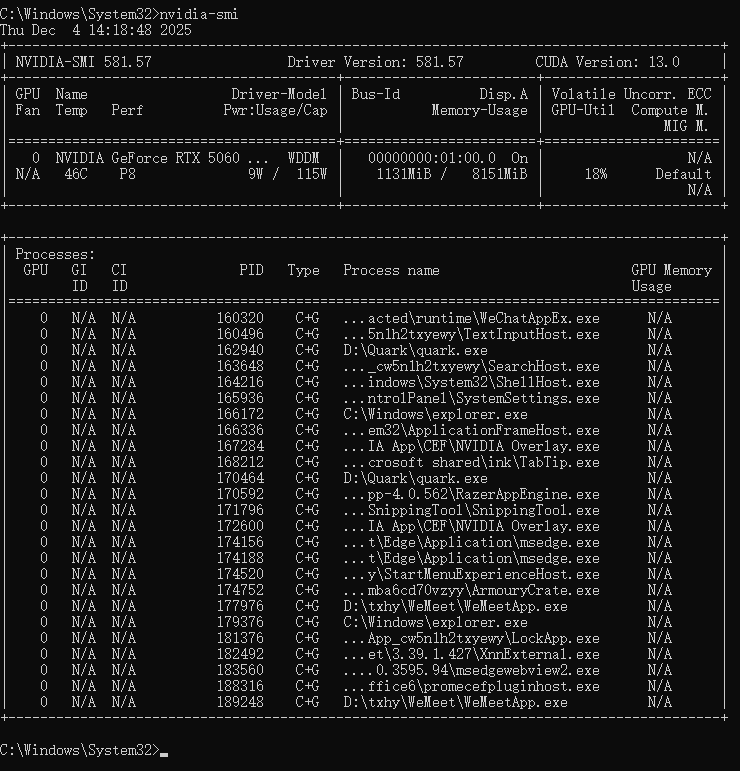 C:\Windows\System32>nvidia-smi
Thu Dec  4 14:18:48 2025
+-----------------------------------------------------------------------------------------+
| NVIDIA-SMI 581.57                 Driver Version: 581.57         CUDA Version: 13.0     |
+-----------------------------------------+------------------------+----------------------+
| GPU  Name                  Driver-Model | Bus-Id          Disp.A | Volatile Uncorr. ECC |
| Fan  Temp   Perf          Pwr:Usage/Cap |           Memory-Usage | GPU-Util  Compute M. |
|                                         |                        |               MIG M. |
|=========================================+========================+======================|
|   0  NVIDIA GeForce RTX 5060 ...  WDDM  |   00000000:01:00.0  On |                  N/A |
| N/A   46C    P8              9W /  115W |    1131MiB /   8151MiB |     18%      Default |
|                                         |                        |                  N/A |
+-----------------------------------------+------------------------+----------------------+
+-----------------------------------------------------------------------------------------+
| Processes:                                                                              |
|  GPU   GI   CI              PID   Type   Process name                        GPU Memory |
|        ID   ID                                                               Usage      |
|=========================================================================================|
|    0   N/A  N/A          160320    C+G   ...acted\runtime\WeChatAppEx.exe      N/A      |
|    0   N/A  N/A          160496    C+G   ...5n1h2txyewy\TextInputHost.exe      N/A      |
|    0   N/A  N/A          162940    C+G   D:\Quark\quark.exe                    N/A      |
|    0   N/A  N/A          163648    C+G   ..._cw5n1h2txyewy\SearchHost.exe      N/A      |
|    0   N/A  N/A          164216    C+G   ...indows\System32\ShellHost.exe      N/A      |
|    0   N/A  N/A          165936    C+G   ...ntrolPanel\SystemSettings.exe      N/A      |
|    0   N/A  N/A          166172    C+G   C:\Windows\explorer.exe               N/A      |
|    0   N/A  N/A          166336    C+G   ...em32\ApplicationFrameHost.exe      N/A      |
|    0   N/A  N/A          167284    C+G   ...IA App\CEF\NVIDIA Overlay.exe      N/A      |
|    0   N/A  N/A          168212    C+G   ...crosoft shared\ink\TabTip.exe      N/A      |
|    0   N/A  N/A          170464    C+G   D:\Quark\quark.exe                    N/A      |
|    0   N/A  N/A          170592    C+G   ...pp-4.0.562\RazerAppEngine.exe      N/A      |
|    0   N/A  N/A          171796    C+G   ...SnippingTool\SnippingTool.exe      N/A      |
|    0   N/A  N/A          172600    C+G   ...IA App\CEF\NVIDIA Overlay.exe      N/A      |
|    0   N/A  N/A          174156    C+G   ...t\Edge\Application\msedge.exe      N/A      |
|    0   N/A  N/A          174188    C+G   ...t\Edge\Application\msedge.exe      N/A      |
|    0   N/A  N/A          174520    C+G   ...y\StartMenuExperienceHost.exe      N/A      |
|    0   N/A  N/A          174752    C+G   ...mba6cd70vzyy\ArmouryCrate.exe      N/A      |
|    0   N/A  N/A          177976    C+G   D:\txhy\WeMeet\WeMeetApp.exe          N/A      |
|    0   N/A  N/A          179376    C+G   C:\Windows\explorer.exe               N/A      |
|    0   N/A  N/A          181376    C+G   ...App_cw5n1h2txyewy\LockApp.exe      N/A      |
|    0   N/A  N/A          182492    C+G   ...et\3.39.1.427\XnnExternal.exe      N/A      |
|    0   N/A  N/A          183560    C+G   ....0.3595.94\msedgewebview2.exe      N/A      |
|    0   N/A  N/A          188316    C+G   ...ffice6\promecefpluginhost.exe      N/A      |
|    0   N/A  N/A          189248    C+G   D:\txhy\WeMeet\WeMeetApp.exe          N/A      |
+-----------------------------------------------------------------------------------------+
C:\Windows\System32>